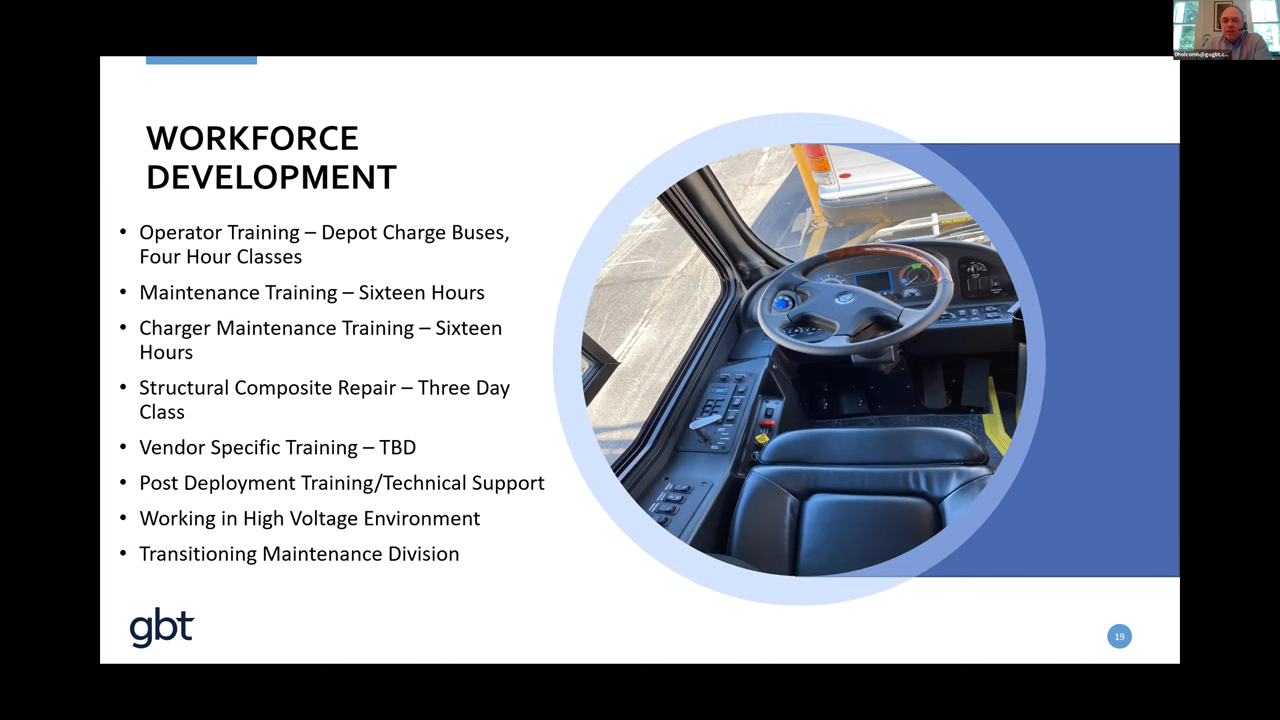 Dholcomb@gogbt.c...
WORKFORCE
DEVELOPMENT
• Operator Training – Depot Charge Buses,
Four Hour Classes
• Maintenance Training – Sixteen Hours
• Charger Maintenance Training – Sixteen
Hours
• Structural Composite Repair – Three Day
Class
• Vendor Specific Training – TBD
• Post Deployment Training/Technical Support
• Working in High Voltage Environment
• Transitioning Maintenance Division
gbt
19